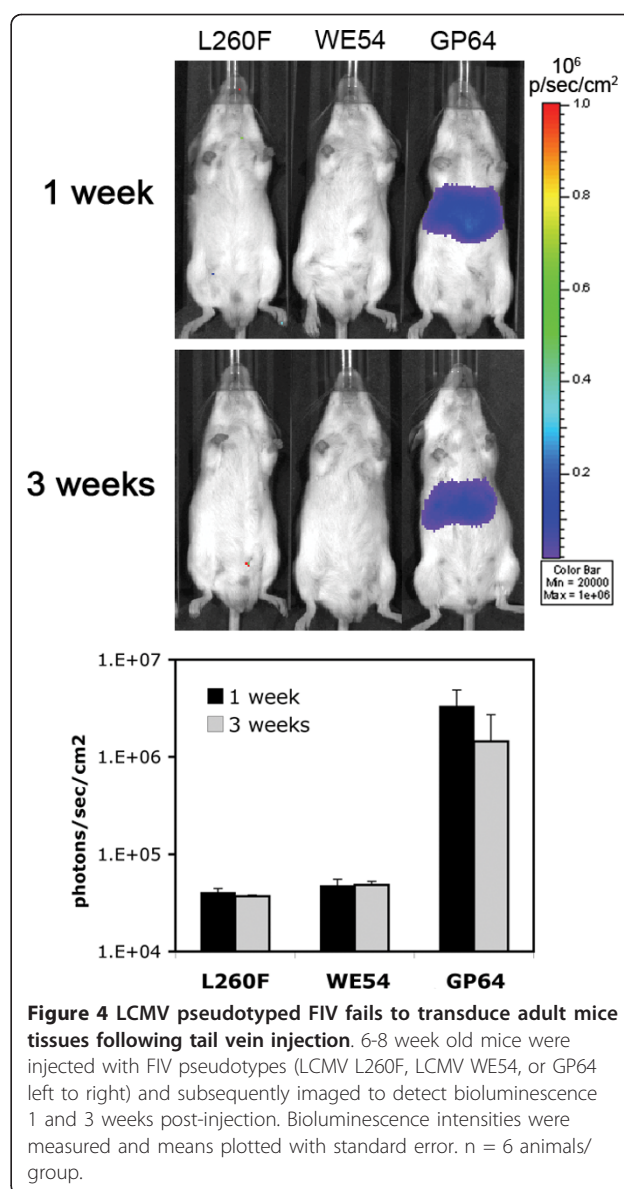 L260F WE54 GP64
10⁶
p/sec/cm²
1 week
1.0
0.8
0.6
0.4
0.2
3 weeks
Color Bar
Min = 20000
Max = 1e+06
1.E+07
1.E+06
1.E+05
1.E+04
photons/sec/cm2
1 week
3 weeks
L260F WE54 GP64
Figure 4 LCMV pseudotyped FIV fails to transduce adult mice
tissues following tail vein injection. 6-8 week old mice were
injected with FIV pseudotypes (LCMV L260F, LCMV WE54, or GP64
left to right) and subsequently imaged to detect bioluminescence
1 and 3 weeks post-injection. Bioluminescence intensities were
measured and means plotted with standard error. n = 6 animals/
group.